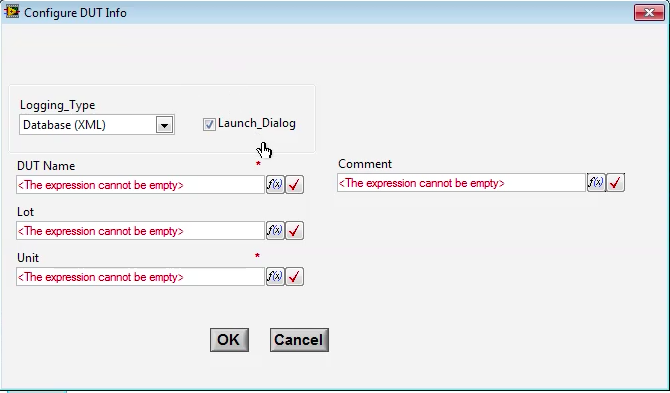 Configure DUT Info
Logging_Type
Database (XML)
Launch_Dialog
DUT Name *
<The expression cannot be empty> f(x)
Comment
<The expression cannot be empty> f(x)
Lot
<The expression cannot be empty> f(x)
Unit *
<The expression cannot be empty> f(x)
OK Cancel